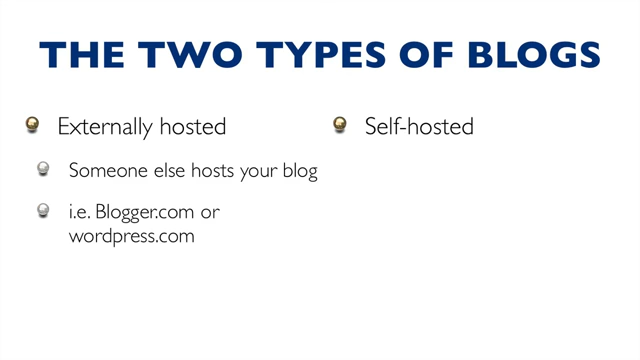 THE TWO TYPES OF BLOGS
Externally hosted
Someone else hosts your blog
i.e. Blogger.com or
wordpress.com
Self-hosted